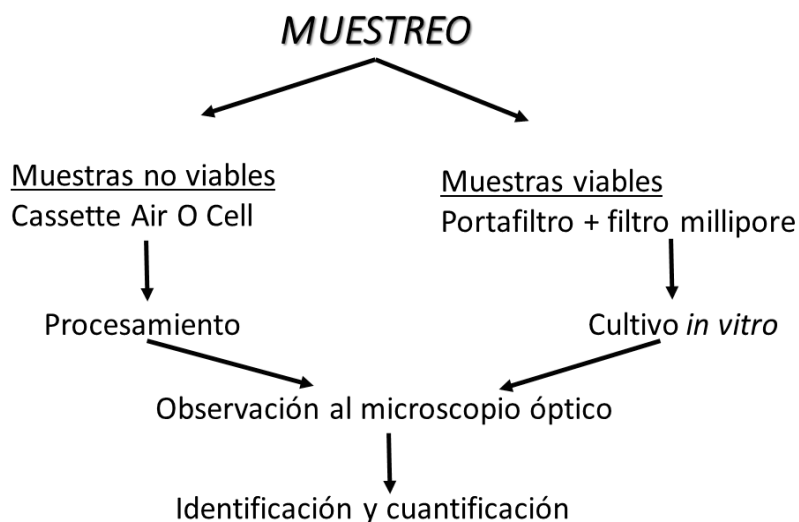 MUESTREO
Muestras no viables
Cassette Air O Cell
Muestras viables
Portafiltro + filtro millipore
Procesamiento
Cultivo in vitro
Observación al microscopio óptico
Identificación y cuantificación